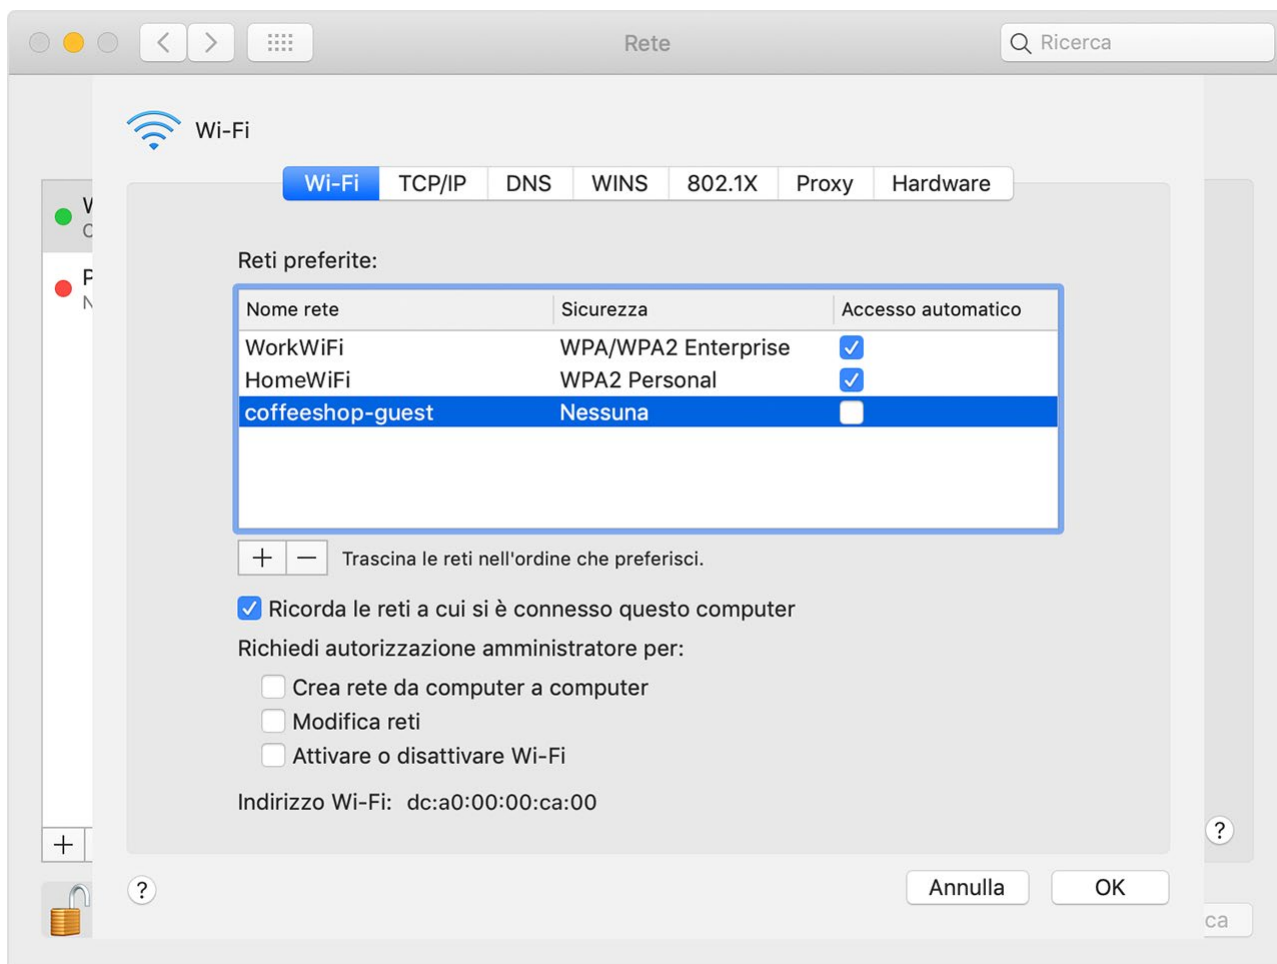 Rete
Ricerca
Wi-Fi
Wi-Fi TCP/IP DNS WINS 802.1X Proxy Hardware
Reti preferite:
Nome rete Sicurezza Accesso automatico
WorkWiFi WPA/WPA2 Enterprise
HomeWiFi WPA2 Personal
coffeeshop-guest Nessuna
+ − Trascina le reti nell'ordine che preferisci.
Ricorda le reti a cui si è connesso questo computer
Richiedi autorizzazione amministratore per:
Crea rete da computer a computer
Modifica reti
Attivare o disattivare Wi-Fi
Indirizzo Wi-Fi: dc:a0:00:00:ca:00
?
+
? Annulla OK
ca